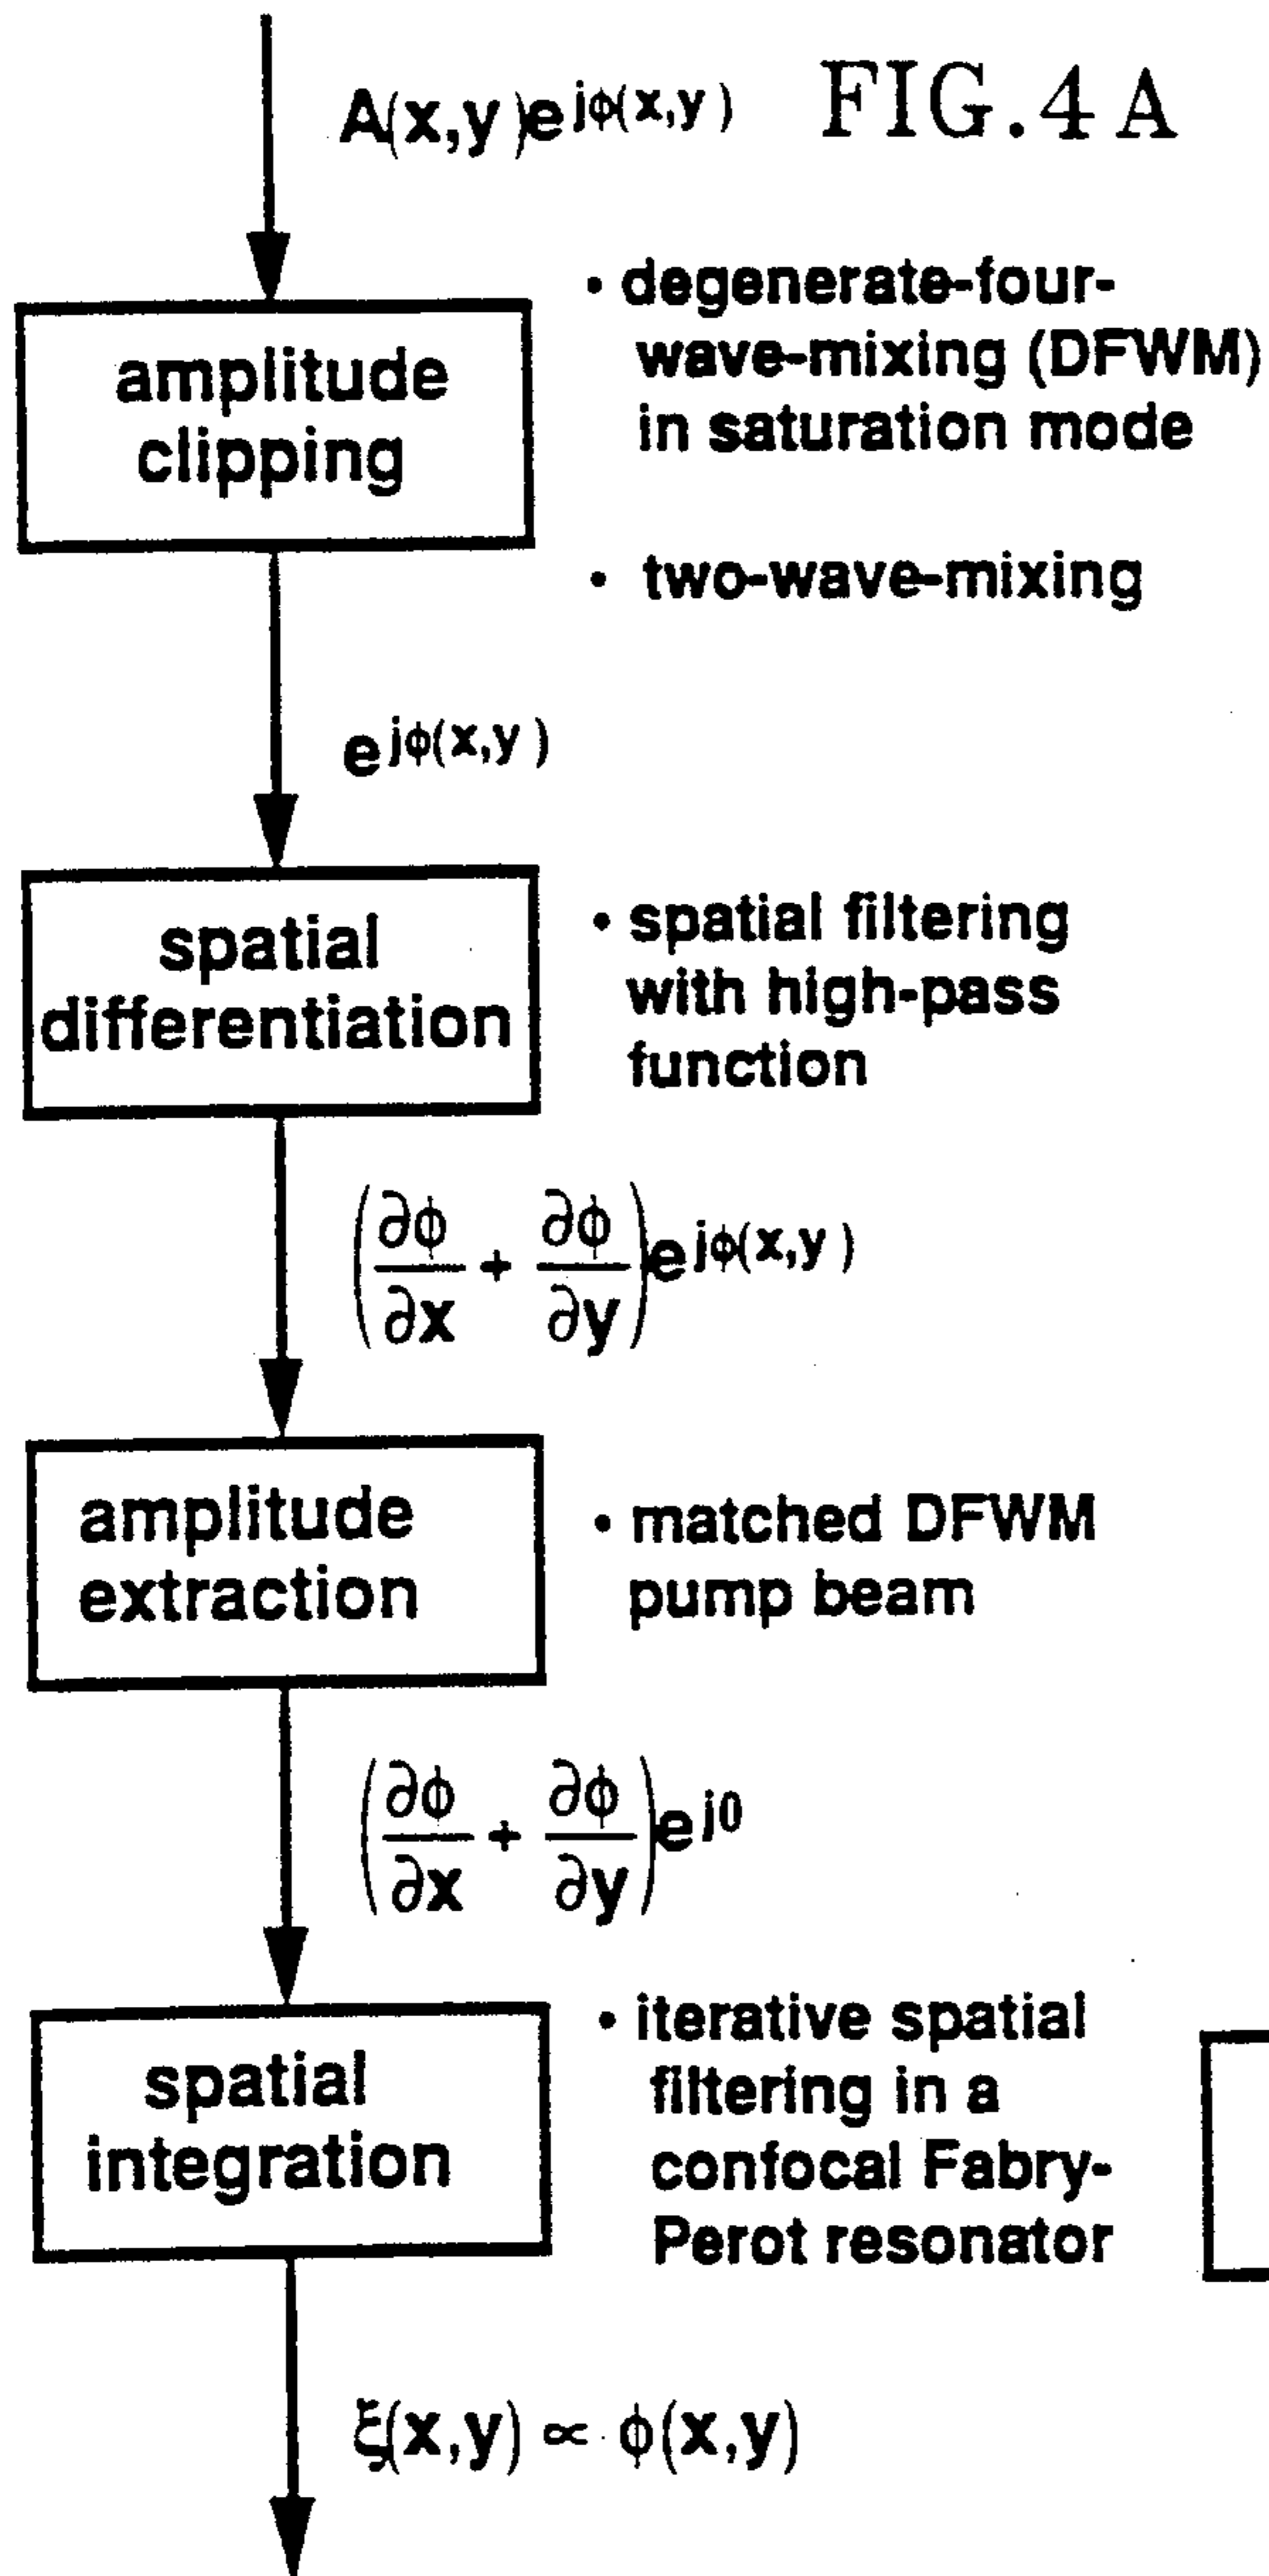 A(x,y)e^{jϕ(x,y)}
FIG.4 A
amplitude
clipping
• degenerate-four-
wave-mixing (DFWM)
in saturation mode
• two-wave-mixing
e^{jϕ(x,y)}
spatial
differentiation
• spatial filtering
with high-pass
function
(∂ϕ/∂x + ∂ϕ/∂y)e^{jϕ(x,y)}
amplitude
extraction
• matched DFWM
pump beam
(∂ϕ/∂x + ∂ϕ/∂y)e^{j0}
spatial
integration
• iterative spatial
filtering in a
confocal Fabry-
Perot resonator
ξ(x,y) ∝ ϕ(x,y)